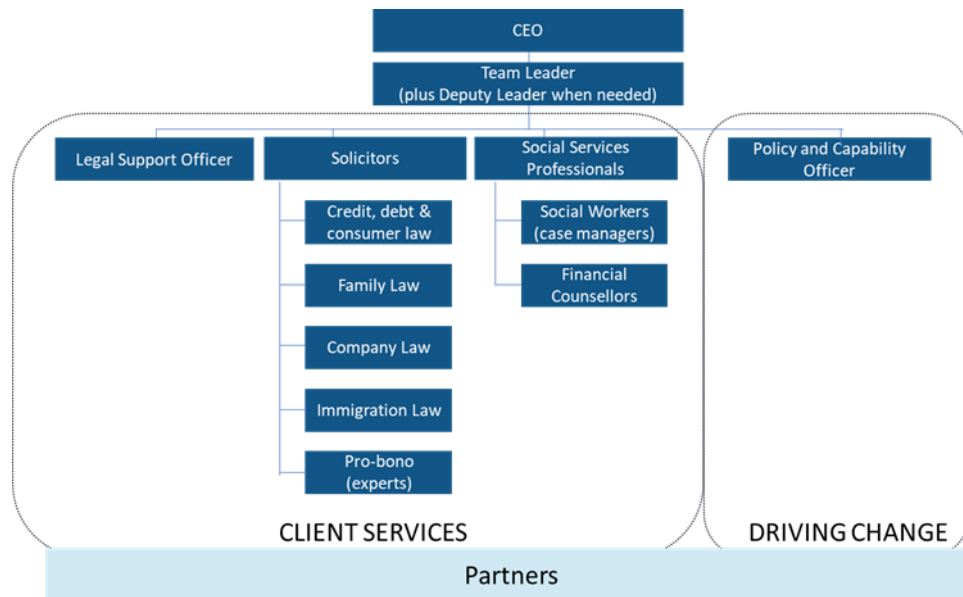 CEO
Team Leader
(plus Deputy Leader when needed)
Legal Support Officer
Solicitors
Social Services
Professionals
Policy and Capability
Officer
Credit, debt &
consumer law
Family Law
Company Law
Immigration Law
Pro-bono
(experts)
Social Workers
(case managers)
Financial
Counsellors
CLIENT SERVICES
DRIVING CHANGE
Partners